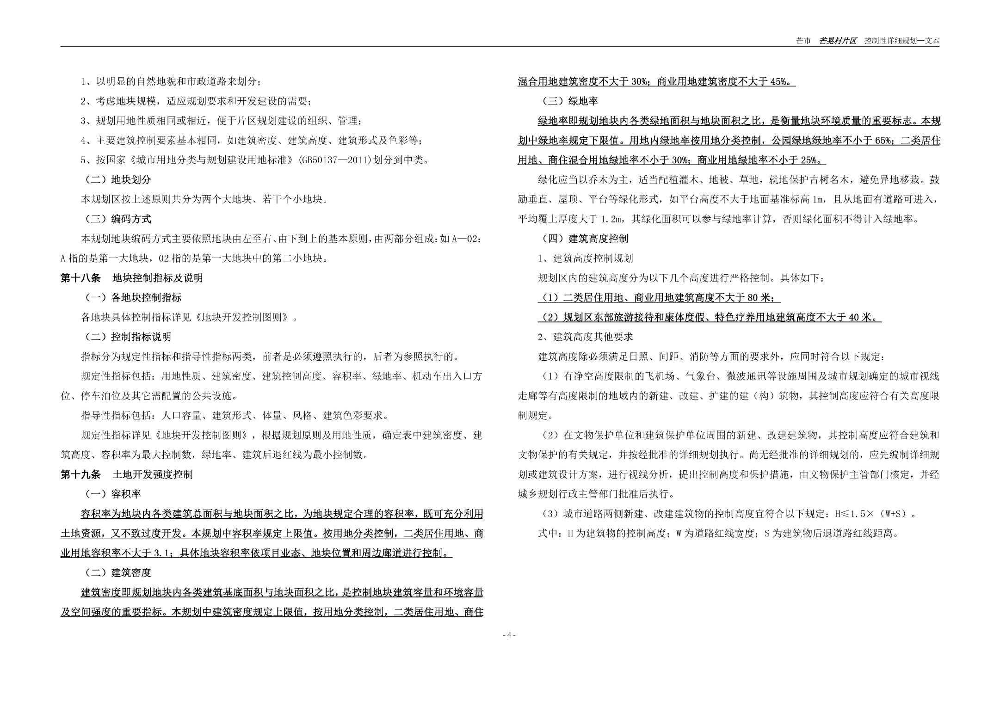 芒市 芒晃村片区 控制性详细规划—文本
1、以明显的自然地貌和市政道路来划分；
2、考虑地块规模，适应规划要求和开发建设的需要；
3、规划用地性质相同或相近，便于片区规划建设的组织、管理；
4、主要建筑控制要素基本相同，如建筑密度、建筑高度、建筑形式及色彩等；
5、按国家《城市用地分类与规划建设用地标准》(GB50137—2011)划分到中类。
（二）地块划分
本规划区按上述原则共分为两个大地块、若干个小地块。
（三）编码方式
本规划地块编码方式主要依照地块由左至右、由下到上的基本原则，由两部分组成：如 A—02：
A 指的是第一大地块，02 指的是第一大地块中的第二小地块。
第十八条 地块控制指标及说明
（一）各地块控制指标
各地块具体控制指标详见《地块开发控制图则》。
（二）控制指标说明
指标分为规定性指标和指导性指标两类，前者是必须遵照执行的，后者为参照执行的。
规定性指标包括：用地性质、建筑密度、建筑控制高度、容积率、绿地率、机动车出入口方
位、停车泊位及其它需配置的公共设施。
指导性指标包括：人口容量、建筑形式、体量、风格、建筑色彩要求。
规定性指标详见《地块开发控制图则》，根据规划原则及用地性质，确定表中建筑密度、建
筑高度、容积率为最大控制数，绿地率、建筑后退红线为最小控制数。
第十九条 土地开发强度控制
（一）容积率
容积率为地块内各类建筑总面积与地块面积之比，为地块规定合理的容积率，既可充分利用
土地资源，又不致过度开发。本规划中容积率规定上限值。按用地分类控制，二类居住用地、商
业用地容积率不大于 3.1；具体地块容积率依项目业态、地块位置和周边廊道进行控制。
（二）建筑密度
建筑密度即规划地块内各类建筑基底面积与地块面积之比，是控制地块建筑容量和环境容量
及空间强度的重要指标。本规划中建筑密度规定上限值，按用地分类控制，二类居住用地、商住
混合用地建筑密度不大于 30%；商业用地建筑密度不大于 45%。
（三）绿地率
绿地率即规划地块内各类绿地面积与地块面积之比，是衡量地块环境质量的重要标志。本规
划中绿地率规定下限值。用地内绿地率按用地分类控制，公园绿地绿地率不小于 65%；二类居住
用地、商住混合用地绿地率不小于 30%；商业用地绿地率不小于 25%。
绿化应当以乔木为主，适当配植灌木、地被、草地，就地保护古树名木，避免异地移栽。鼓
励垂直、屋顶、平台等绿化形式，如平台高度不大于地面基准标高 1m，且从地面有道路可进入，
平均覆土厚度大于 1.2m，其绿化面积可以参与绿地率计算，否则绿化面积不得计入绿地率。
（四）建筑高度控制
1、建筑高度控制规划
规划区内的建筑高度分为以下几个高度进行严格控制。具体如下：
（1）二类居住用地、商业用地建筑高度不大于 80 米；
（2）规划区东部旅游接待和康体度假、特色疗养用地建筑高度不大于 40 米。
2、建筑高度其他要求
建筑高度除必须满足日照、间距、消防等方面的要求外，应同时符合以下规定：
（1）有净空高度限制的飞机场、气象台、微波通讯等设施周围及城市规划确定的城市视线
走廊等有高度限制的地域内的新建、改建、扩建的建（构）筑物，其控制高度应符合有关高度限
制规定。
（2）在文物保护单位和建筑保护单位周围的新建、改建建筑物，其控制高度应符合建筑和
文物保护的有关规定，并按经批准的详细规划执行。尚无经批准的详细规划的，应先编制详细规
划或建筑设计方案，进行视线分析，提出控制高度和保护措施，由文物保护主管部门核定，并经
城乡规划行政主管部门批准后执行。
（3）城市道路两侧新建、改建建筑物的控制高度宜符合以下规定：H≤1.5×（W+S）。
式中：H 为建筑物的控制高度；W 为道路红线宽度；S 为建筑物后退道路红线距离。
- 4 -